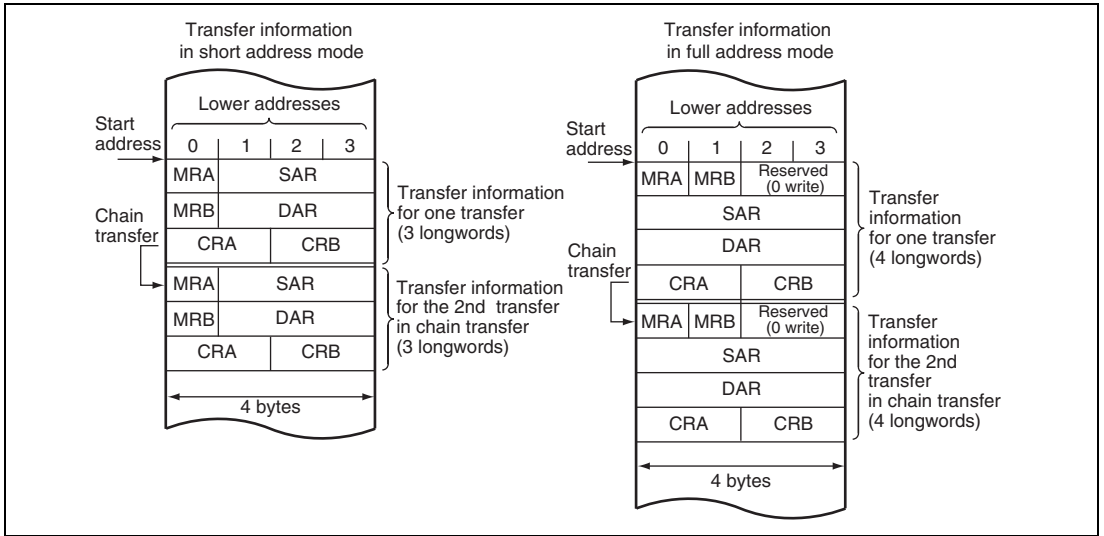 Transfer information
in short address mode
Lower addresses
Start
address
0 1 2 3
MRA SAR
MRB DAR
CRA CRB
Transfer information
for one transfer
(3 longwords)
Chain
transfer
MRA SAR
MRB DAR
CRA CRB
Transfer information
for the 2nd transfer
in chain transfer
(3 longwords)
4 bytes
Transfer information
in full address mode
Lower addresses
Start
address
0 1 2 3
MRA MRB Reserved
(0 write)
SAR
DAR
CRA CRB
Transfer
information
for one transfer
(4 longwords)
Chain
transfer
MRA MRB Reserved
(0 write)
SAR
DAR
CRA CRB
Transfer
information
for the 2nd
transfer
in chain transfer
(4 longwords)
4 bytes